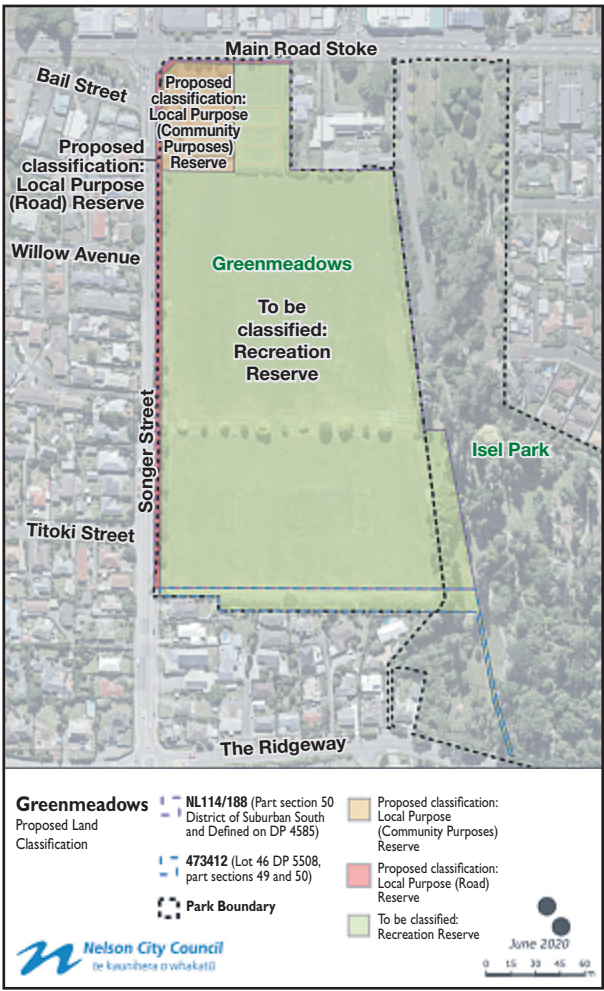 Main Road Stoke
Bail Street
Proposed
classification:
Local Purpose
(Community
Purposes)
Reserve
Proposed
classification:
Local Purpose
(Road) Reserve
Willow Avenue
Greenmeadows
To be
classified:
Recreation
Reserve
Songer Street
Isel Park
Titoki Street
The Ridgeway
Greenmeadows
Proposed Land
Classification
NL114/188 (Part section 50
District of Suburban South
and Defined on DP 4585)
473412 (Lot 46 DP 5508,
part sections 49 and 50)
Park Boundary
Proposed classification:
Local Purpose
(Community Purposes)
Reserve
Proposed classification:
Local Purpose (Road)
Reserve
To be classified:
Recreation Reserve
Nelson City Council
te kaunihera o whakatū
June 2020
0 15 30 45 60
m